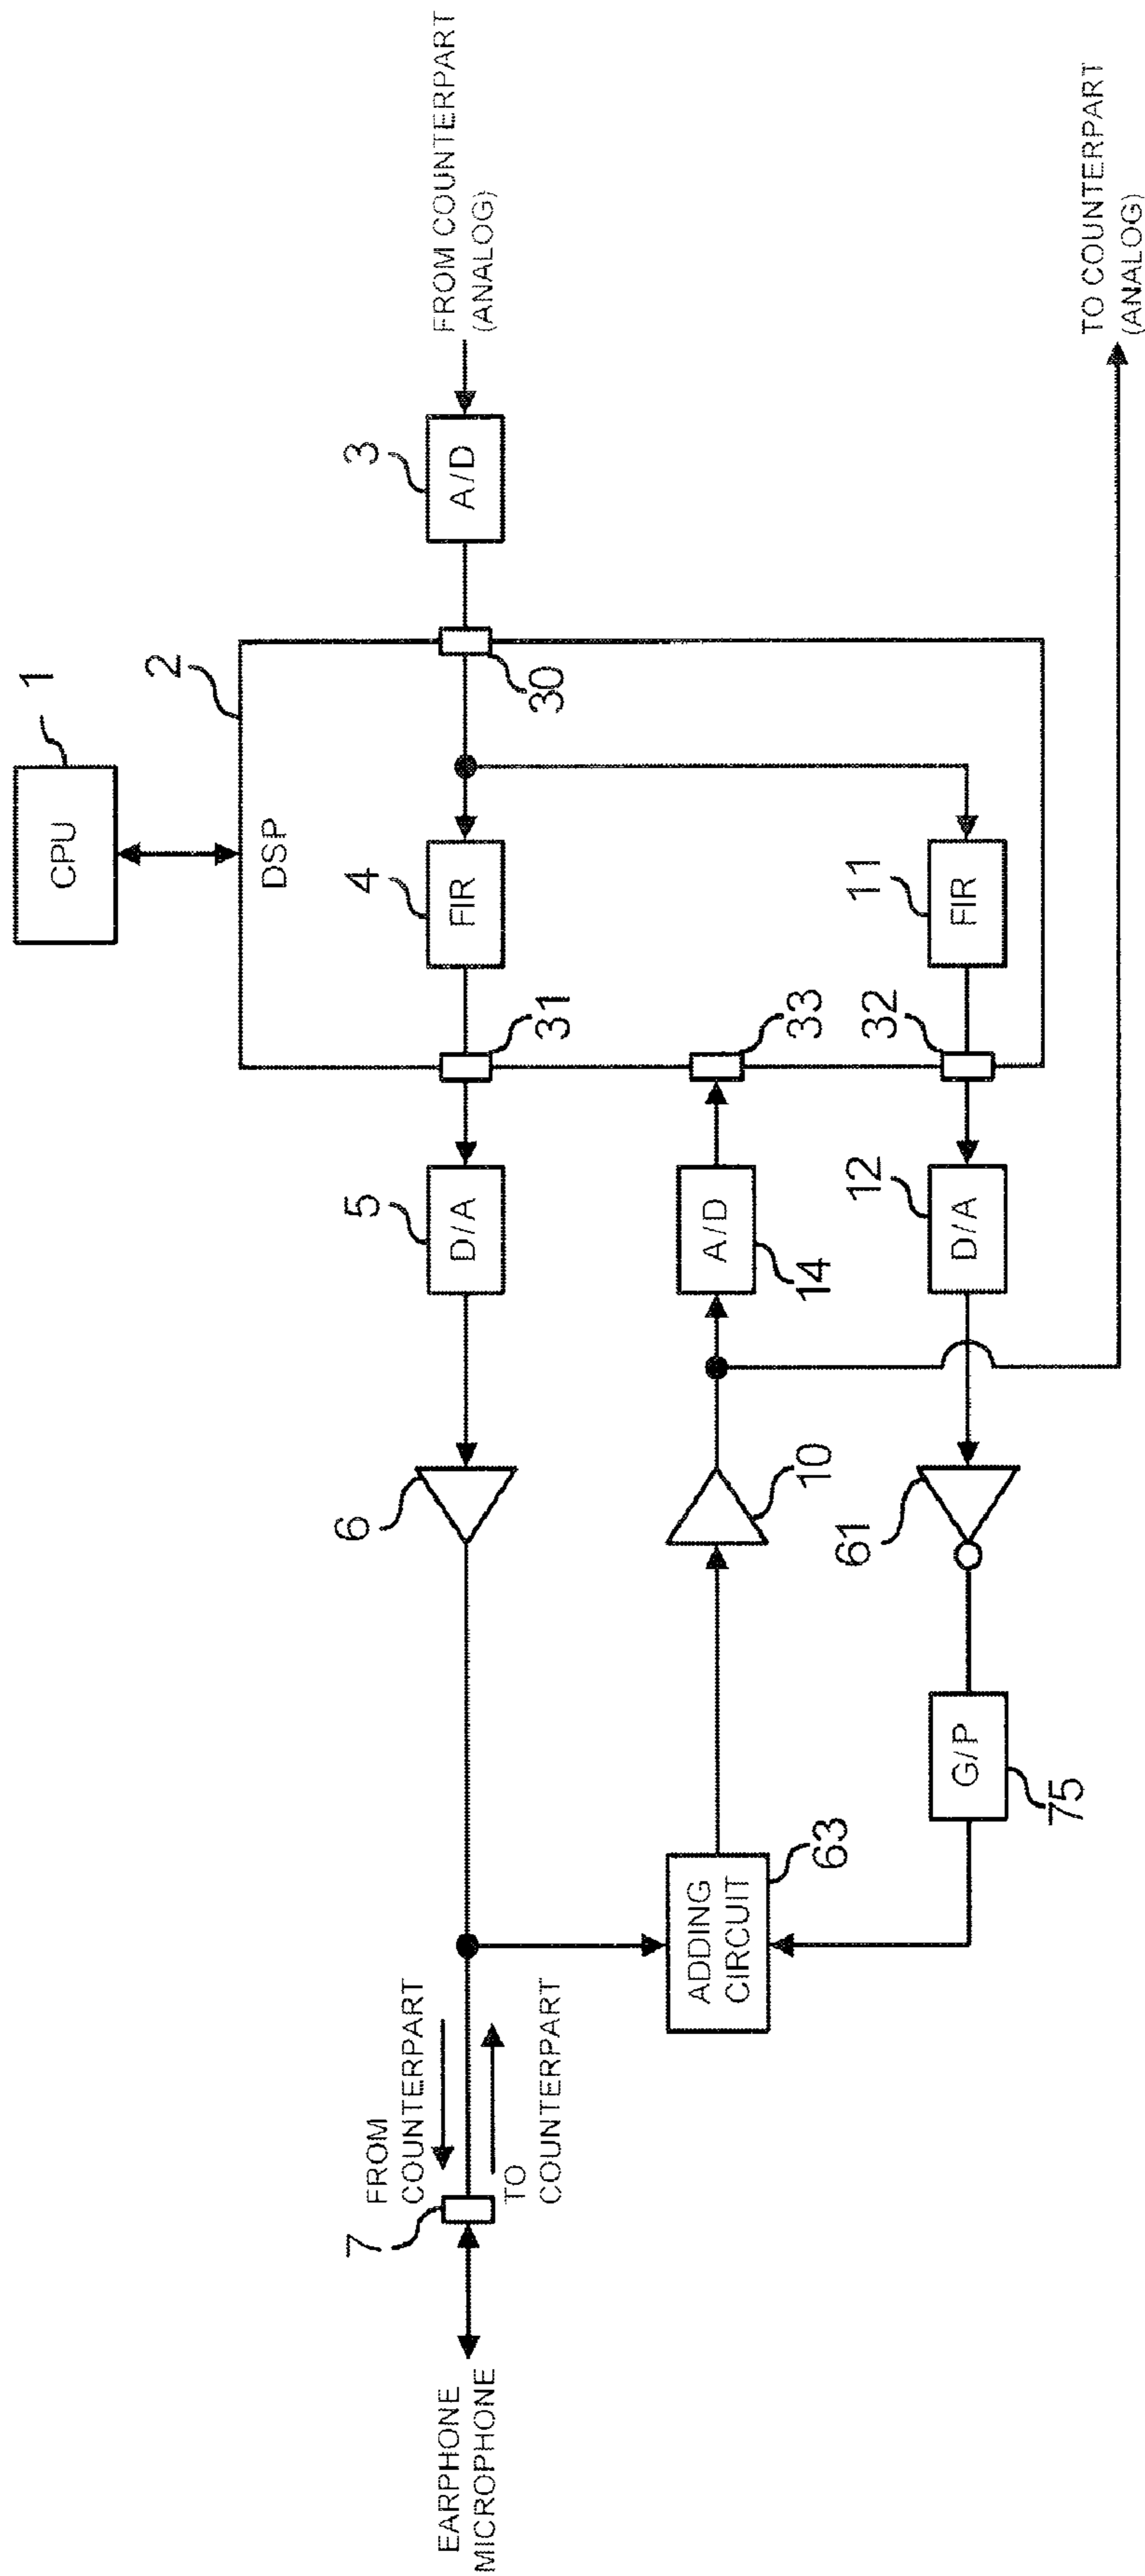 1
CPU
2
DSP
FROM COUNTERPART
(ANALOG)
3
A/D
30
4
FIR
31
5
D/A
6
FROM
COUNTERPART
7
TO
COUNTERPART
EARPHONE
MICROPHONE
33
A/D
14
10
ADDING
CIRCUIT
63
11
FIR
32
12
D/A
61
G/P
75
TO COUNTERPART
(ANALOG)